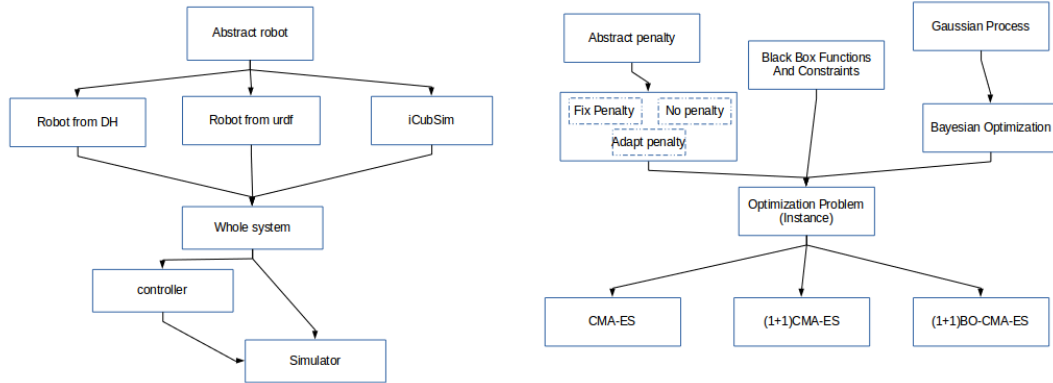 Abstract robot
Robot from DH
Robot from urdf
iCubSim
Whole system
controller
Simulator
Abstract penalty
Black Box Functions
And Constraints
Gaussian Process
Fix Penalty
No penalty
Adapt penalty
Bayesian Optimization
Optimization Problem
(Instance)
CMA-ES
(1+1)CMA-ES
(1+1)BO-CMA-ES